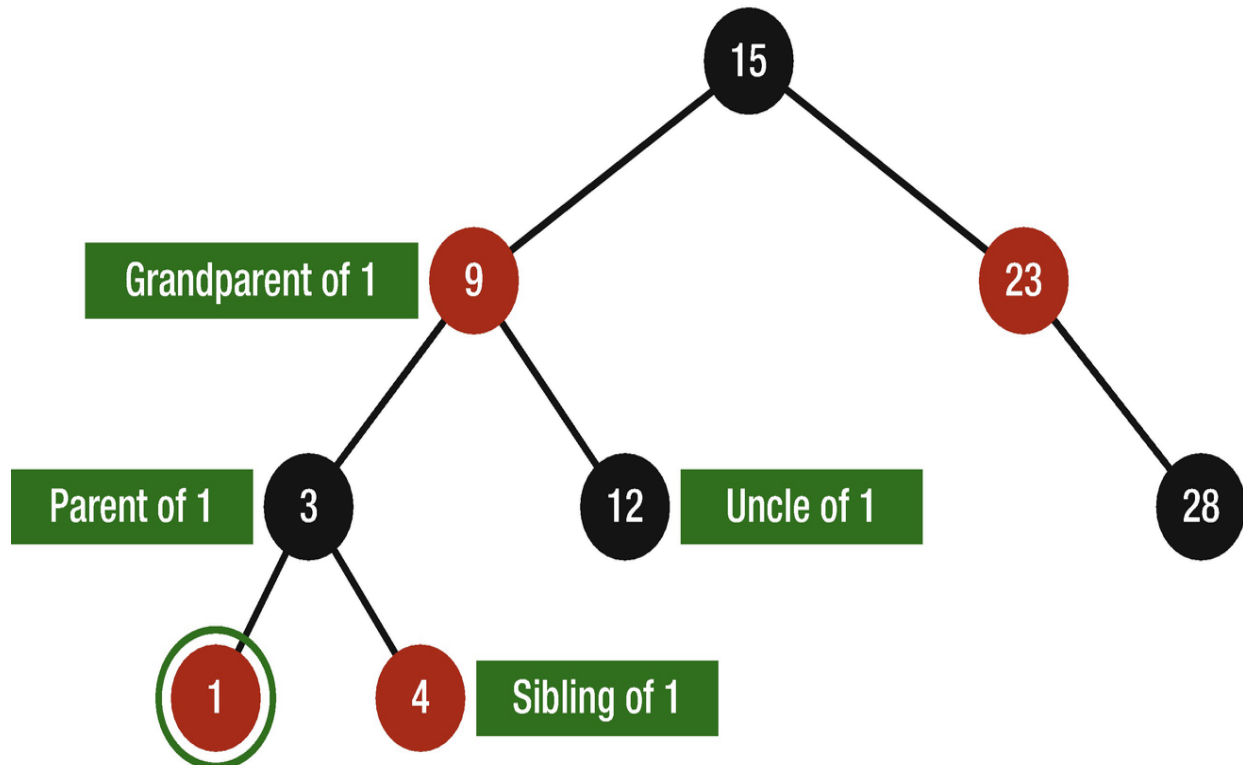 15
Grandparent of 1
9
23
Parent of 1
3
12
Uncle of 1
28
1
4
Sibling of 1